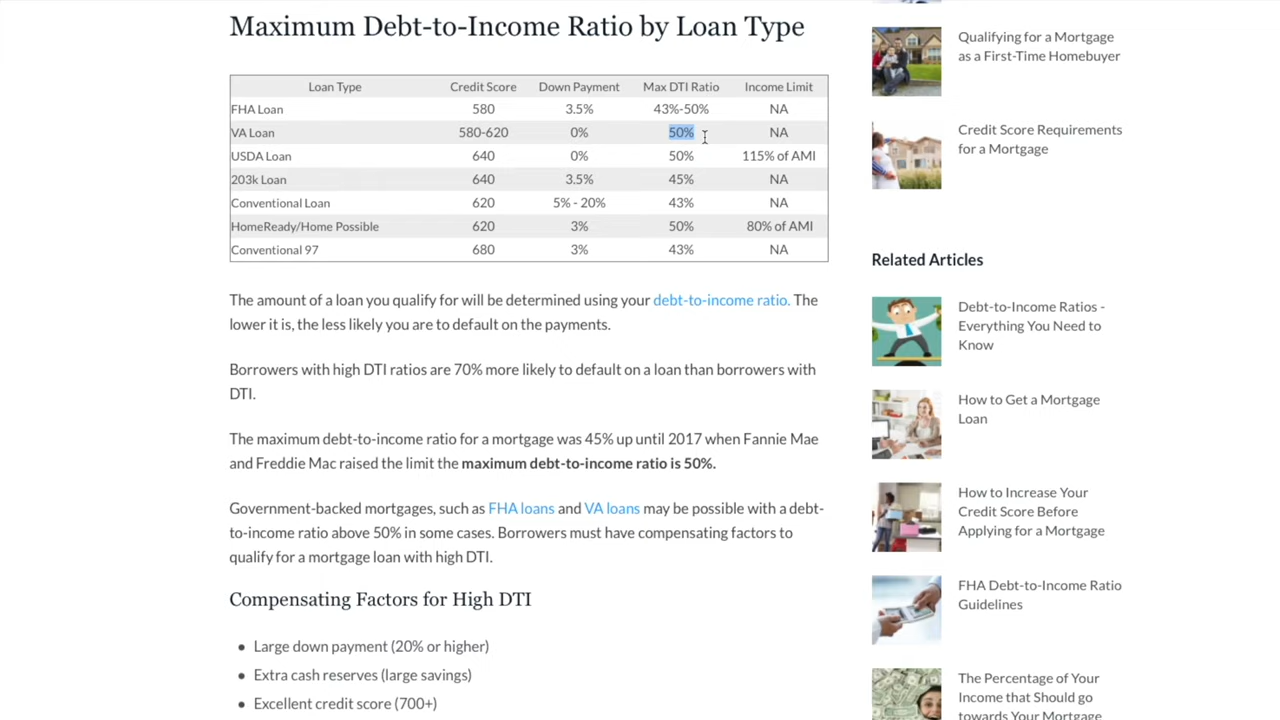 Maximum Debt-to-Income Ratio by Loan Type
Loan Type Credit Score Down Payment Max DTI Ratio Income Limit
FHA Loan 580 3.5% 43%-50% NA
VA Loan 580-620 0% 50% NA
USDA Loan 640 0% 50% 115% of AMI
203k Loan 640 3.5% 45% NA
Conventional Loan 620 5% - 20% 43% NA
HomeReady/Home Possible 620 3% 50% 80% of AMI
Conventional 97 680 3% 43% NA
The amount of a loan you qualify for will be determined using your debt-to-income ratio. The
lower it is, the less likely you are to default on the payments.
Borrowers with high DTI ratios are 70% more likely to default on a loan than borrowers with
DTI.
The maximum debt-to-income ratio for a mortgage was 45% up until 2017 when Fannie Mae
and Freddie Mac raised the limit the maximum debt-to-income ratio is 50%.
Government-backed mortgages, such as FHA loans and VA loans may be possible with a debt-
to-income ratio above 50% in some cases. Borrowers must have compensating factors to
qualify for a mortgage loan with high DTI.
Compensating Factors for High DTI
Large down payment (20% or higher)
Extra cash reserves (large savings)
Excellent credit score (700+)
Qualifying for a Mortgage
as a First-Time Homebuyer
Credit Score Requirements
for a Mortgage
Related Articles
Debt-to-Income Ratios -
Everything You Need to
Know
How to Get a Mortgage
Loan
How to Increase Your
Credit Score Before
Applying for a Mortgage
FHA Debt-to-Income Ratio
Guidelines
The Percentage of Your
Income that Should go
towards Your Mortgage